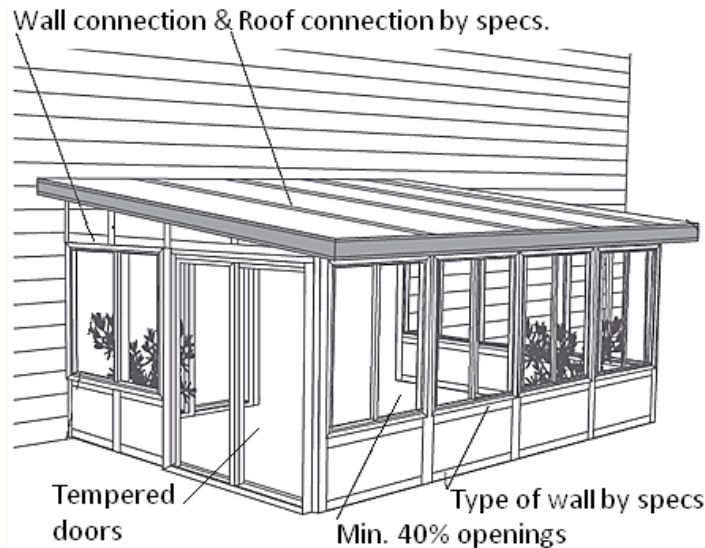 Wall connection & Roof connection by specs.
Tempered
doors
Type of wall by specs
Min. 40% openings